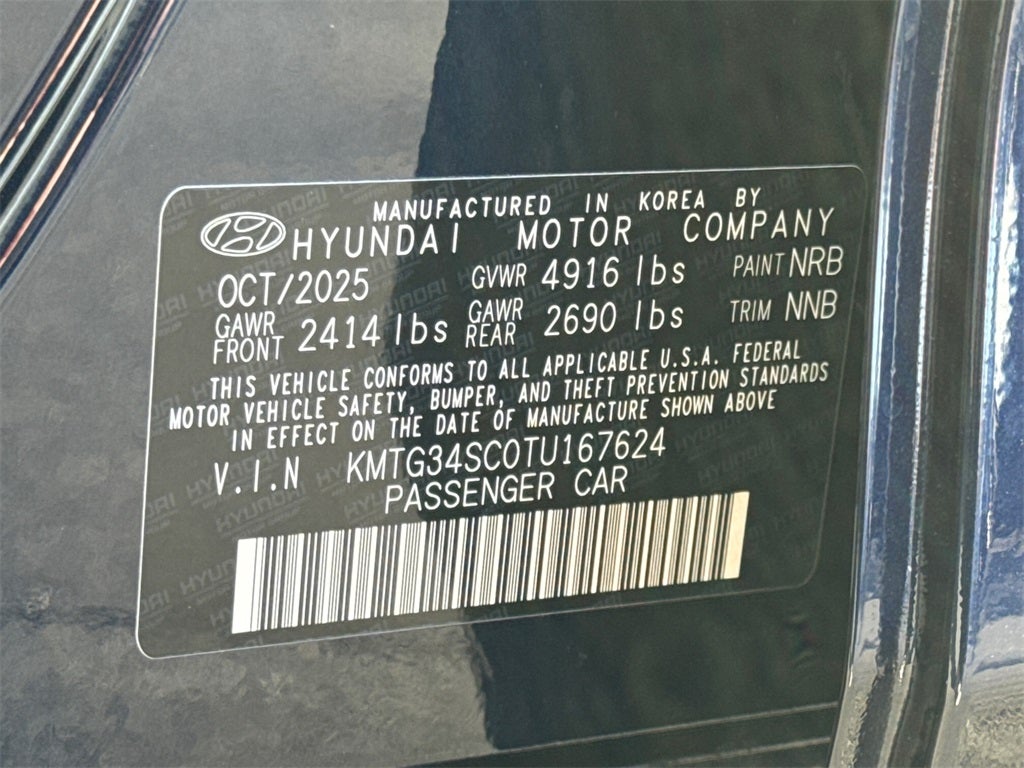 MANUFACTURED IN KOREA BY
HYUNDAI MOTOR COMPANY
OCT/2025 GVWR 4916 lbs PAINT NRB
GAWR FRONT 2414 lbs GAWR REAR 2690 lbs TRIM NNB
THIS VEHICLE CONFORMS TO ALL APPLICABLE U.S.A. FEDERAL
MOTOR VEHICLE SAFETY, BUMPER, AND THEFT PREVENTION STANDARDS
IN EFFECT ON THE DATE OF MANUFACTURE SHOWN ABOVE
V.I.N KMTG34SC0TU167624
PASSENGER CAR